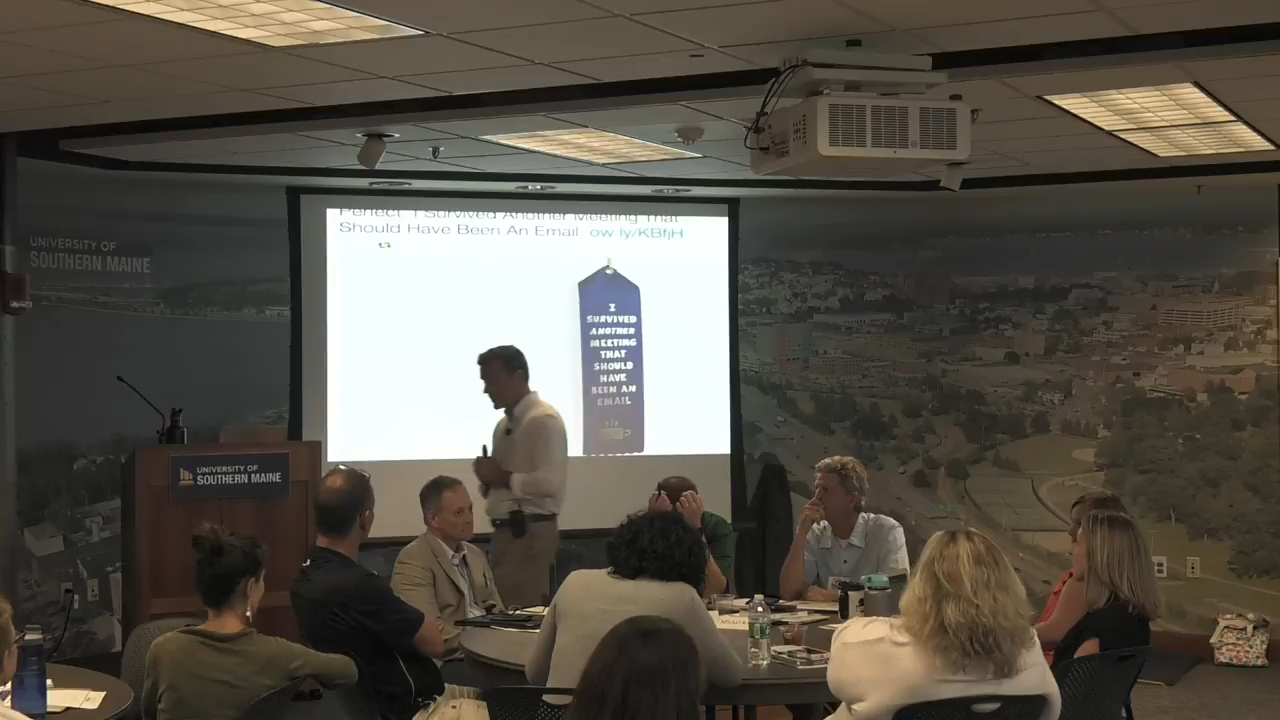 Perfect "I Survived Another Meeting That
Should Have Been An Email. ow.ly/KBfjH
UNIVERSITY OF
SOUTHERN MAINE
I
SURVIVED
ANOTHER
MEETING
THAT
SHOULD
HAVE
BEEN AN
EMAIL
UNIVERSITY OF
SOUTHERN MAINE